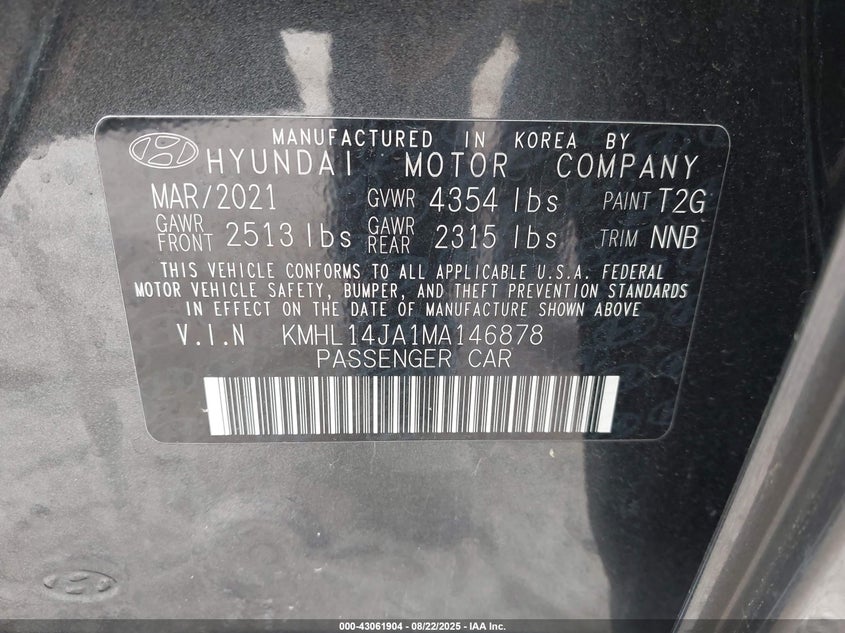 MANUFACTURED IN KOREA BY
HYUNDAI MOTOR COMPANY
MAR/2021 GVWR 4354 lbs PAINT T2G
GAWR FRONT 2513 lbs GAWR REAR 2315 lbs TRIM NNB
THIS VEHICLE CONFORMS TO ALL APPLICABLE U.S.A. FEDERAL
MOTOR VEHICLE SAFETY, BUMPER, AND THEFT PREVENTION STANDARDS
IN EFFECT ON THE DATE OF MANUFACTURE SHOWN ABOVE
V.I.N KMHL14JA1MA146878
PASSENGER CAR
000-43061904 - 08/22/2025 - IAA Inc.